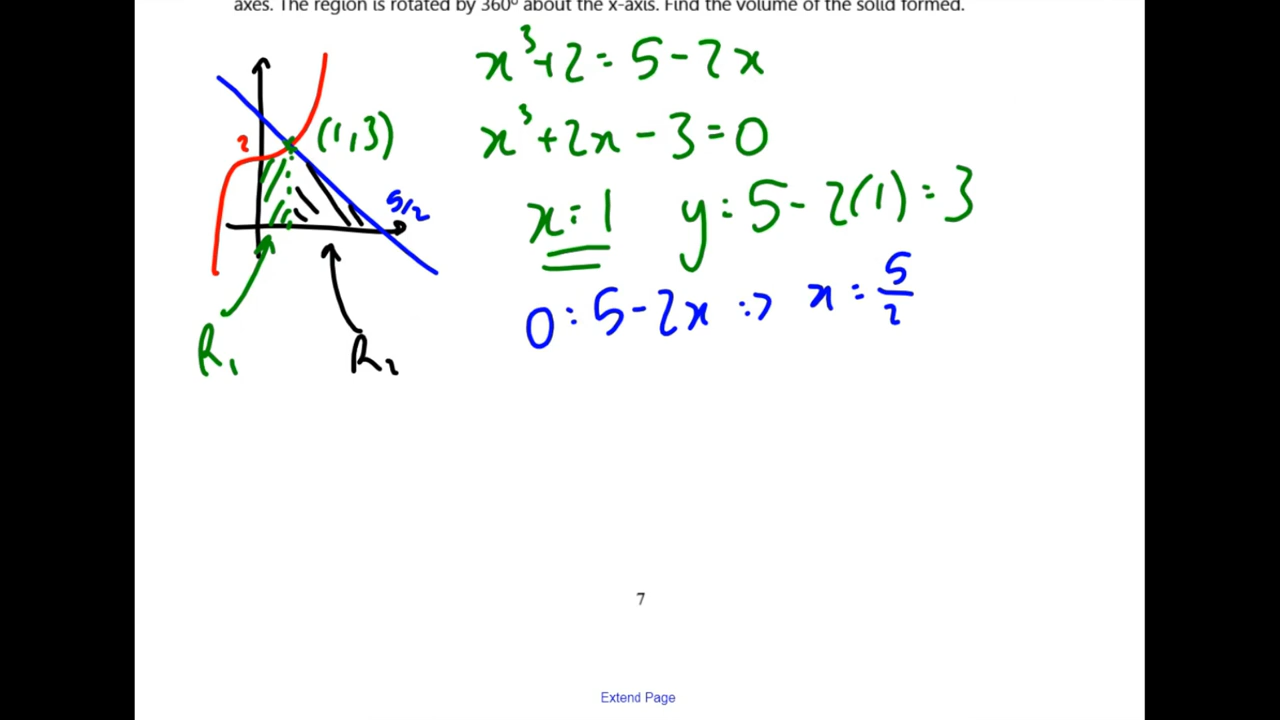 axes. The region is rotated by 360⁰ about the x-axis. Find the volume of the solid formed.
x³+2=5-2x
2
(1,3)
x³+2x-3=0
5/2
x=1 y=5-2(1)=3
0=5-2x => x=5/2
R₁
R₂
7
Extend Page